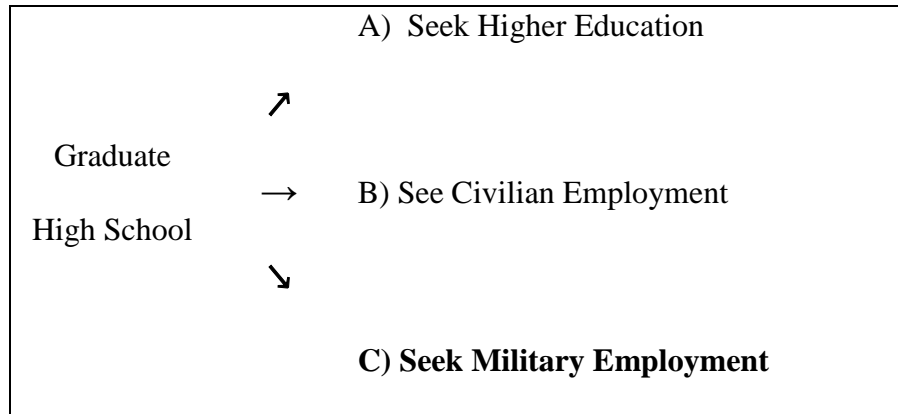 A) Seek Higher Education
↗
Graduate
→ B) See Civilian Employment
High School
↘
C) Seek Military Employment